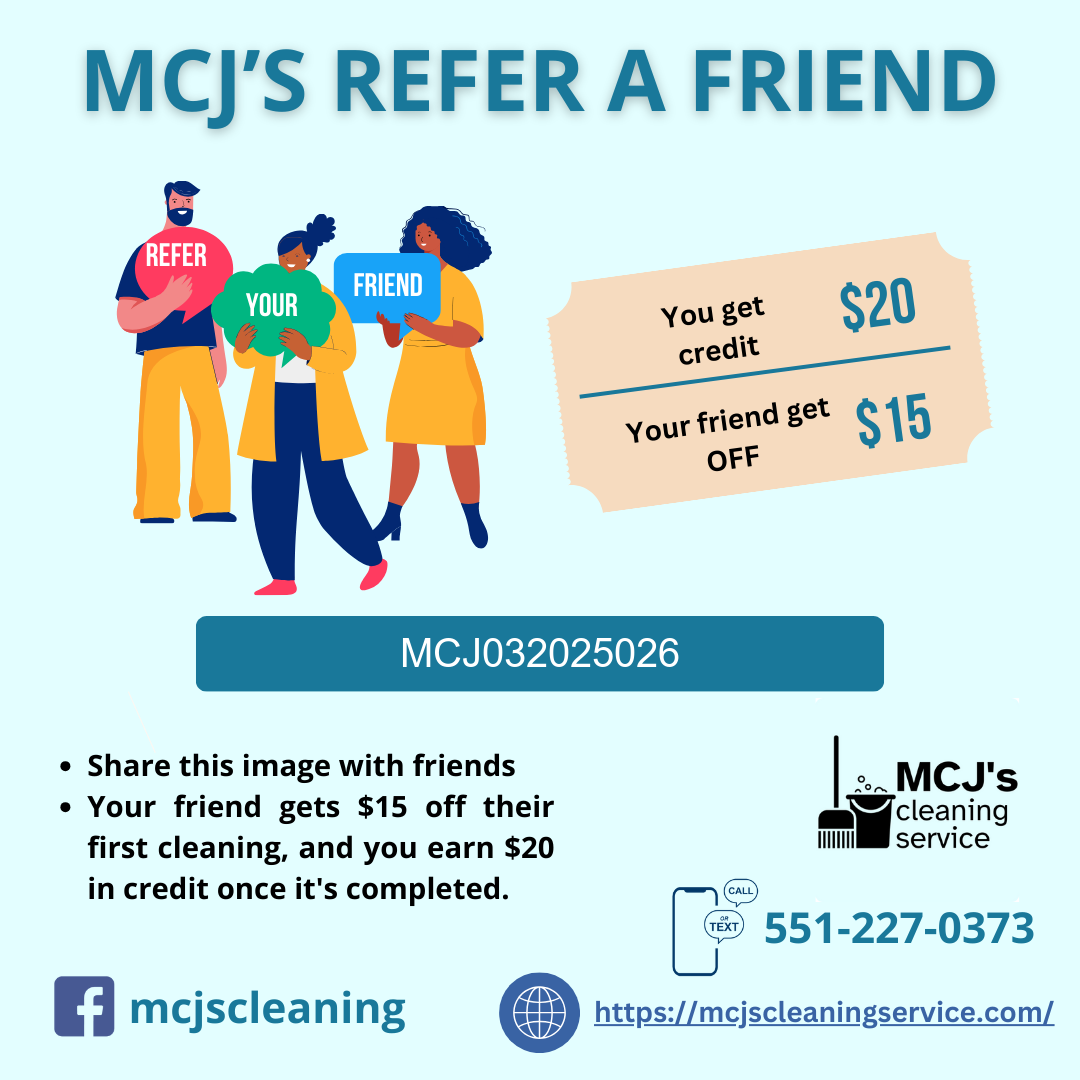 MCJ’S REFER A FRIEND
REFER
YOUR
FRIEND
You get
credit
$20
Your friend get
OFF
$15
MCJ032025026
• Share this image with friends
• Your friend gets $15 off their
first cleaning, and you earn $20
in credit once it's completed.
MCJ's
cleaning
service
CALL
OR
TEXT
551-227-0373
mcjscleaning
https://mcjscleaningservice.com/